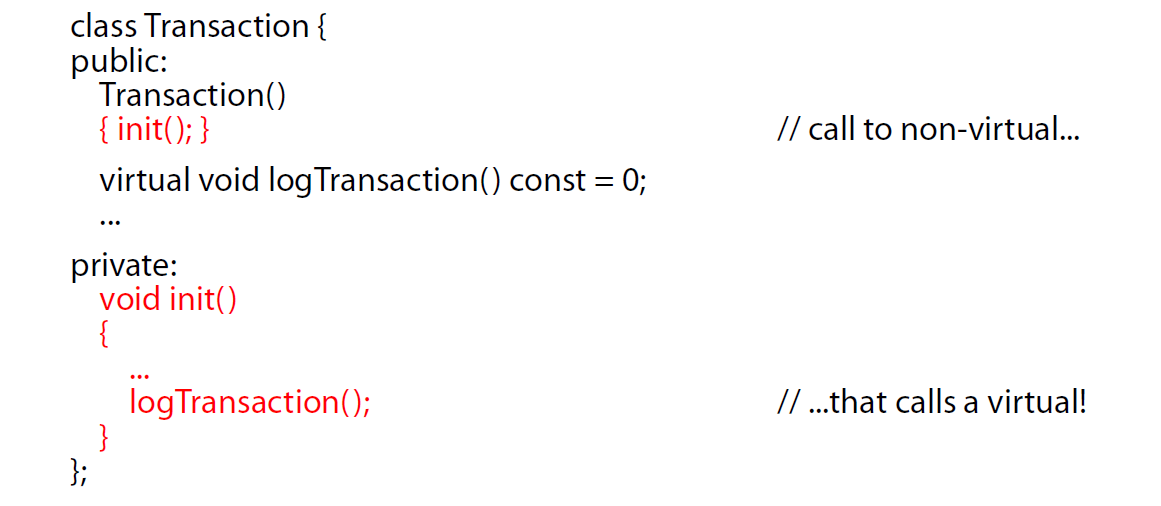 class Transaction {
public:
Transaction()
{ init(); } // call to non-virtual...
virtual void logTransaction() const = 0;
...
private:
void init()
{
...
logTransaction(); // ...that calls a virtual!
}
};